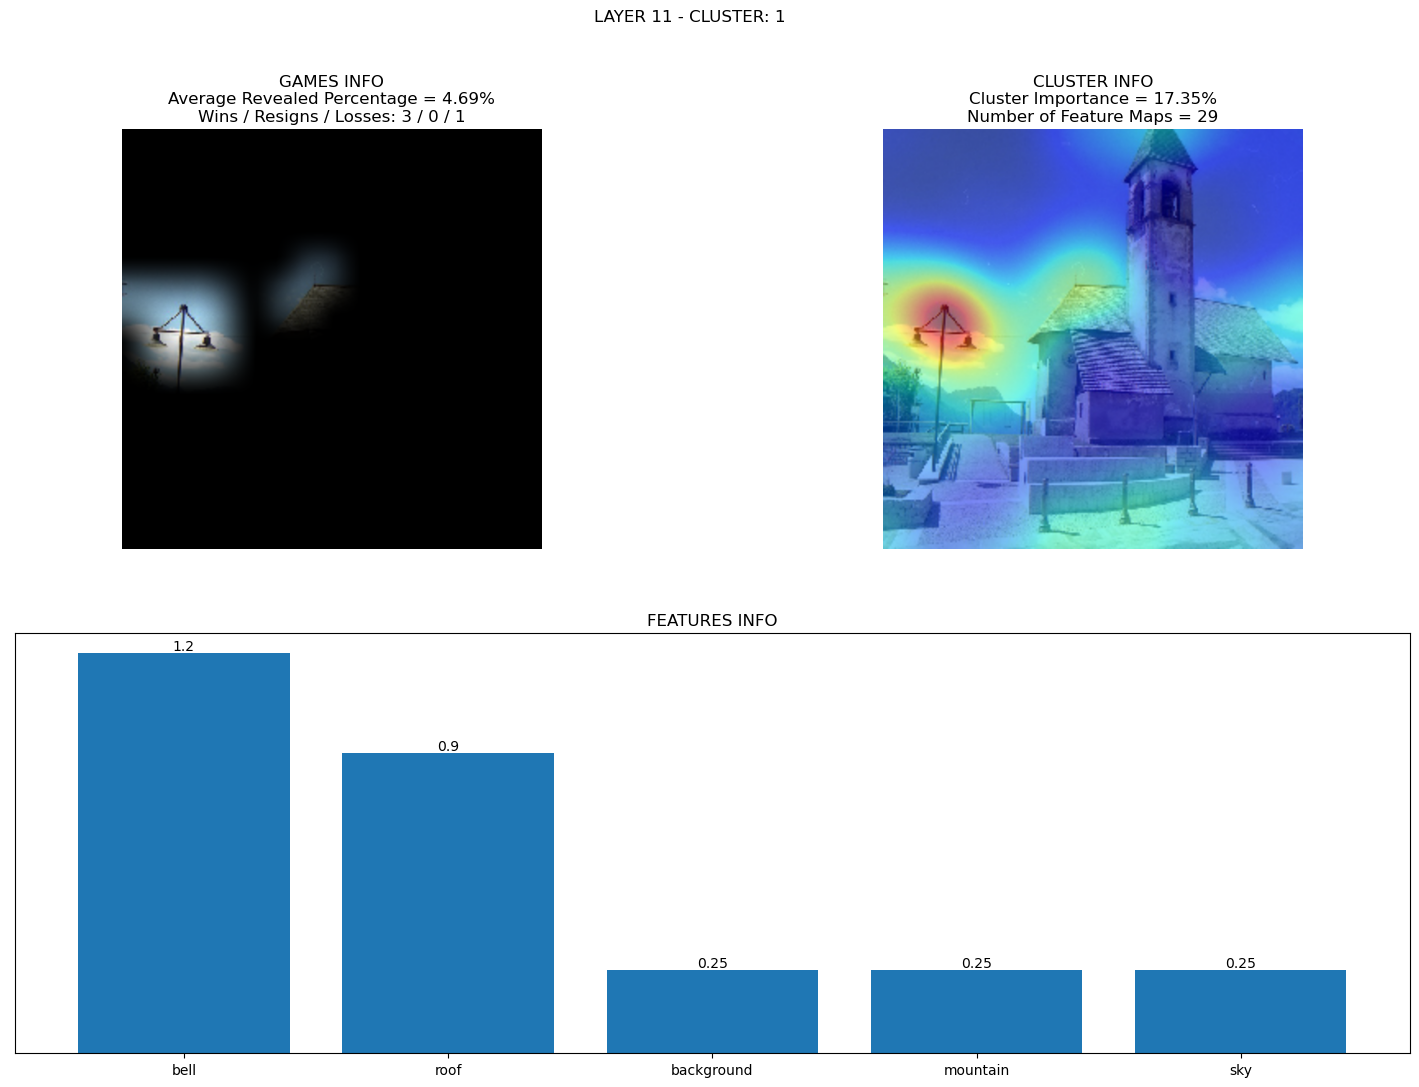 LAYER 11 - CLUSTER: 1
GAMES INFO
Average Revealed Percentage = 4.69%
Wins / Resigns / Losses: 3 / 0 / 1
CLUSTER INFO
Cluster Importance = 17.35%
Number of Feature Maps = 29
FEATURES INFO
1.2
0.9
0.25
0.25
0.25
bell
roof
background
mountain
sky